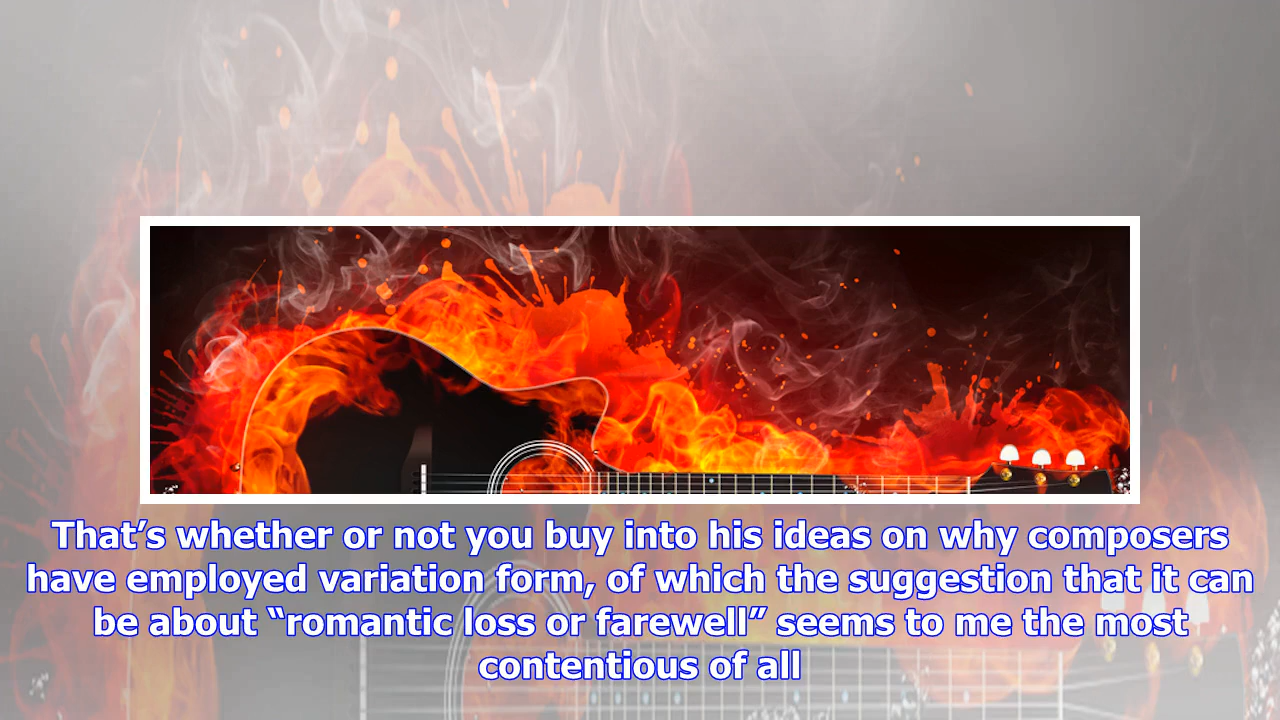 That’s whether or not you buy into his ideas on why composers
have employed variation form, of which the suggestion that it can
be about “romantic loss or farewell” seems to me the most
contentious of all